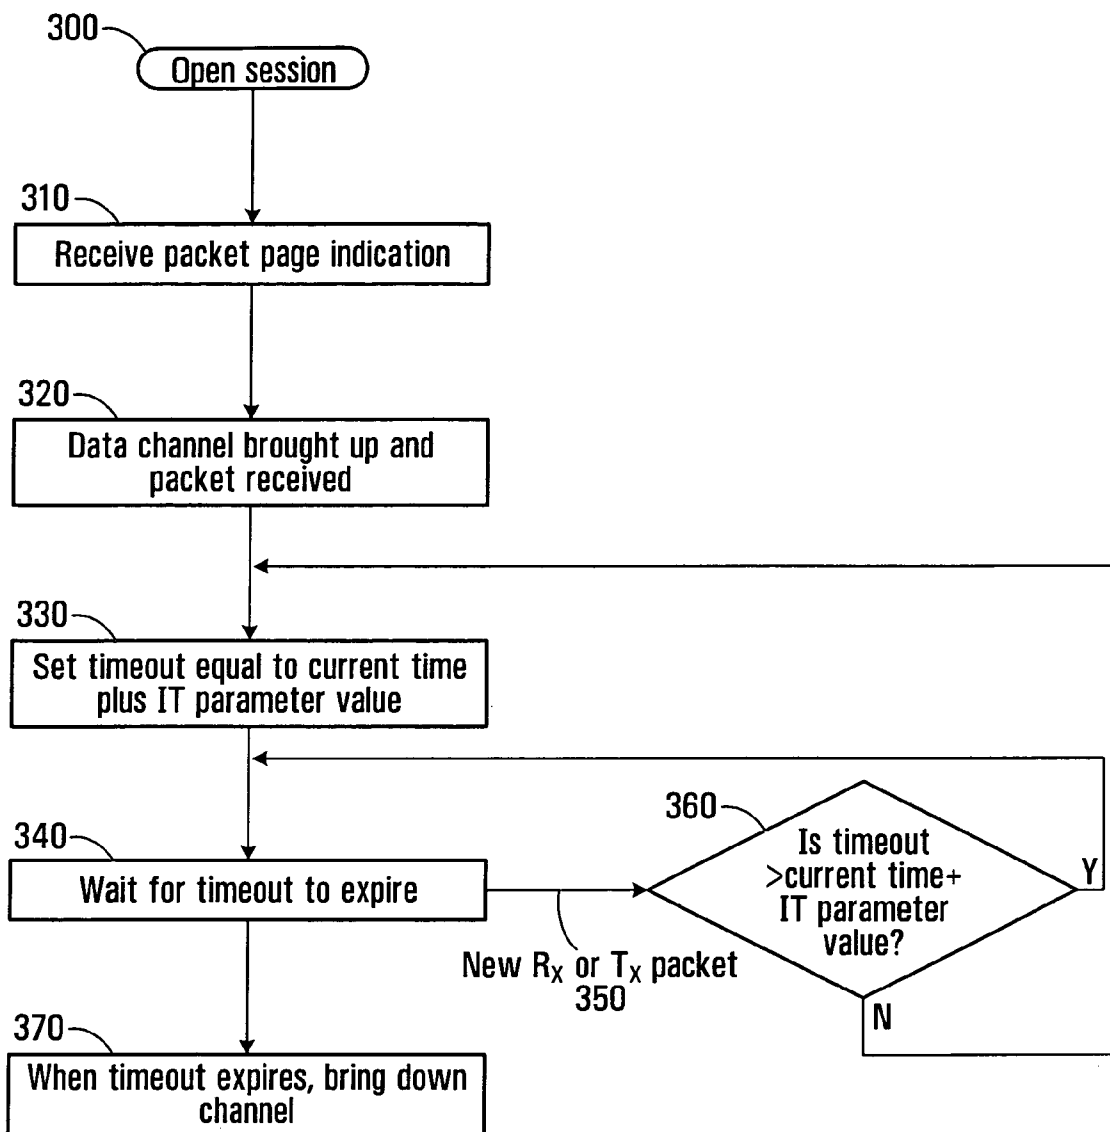 300
Open session
310
Receive packet page indication
320
Data channel brought up and
packet received
330
Set timeout equal to current time
plus IT parameter value
340
Wait for timeout to expire
360
Is timeout
>current time+
IT parameter
value?
Y
New Rx or Tx packet
350
N
370
When timeout expires, bring down
channel